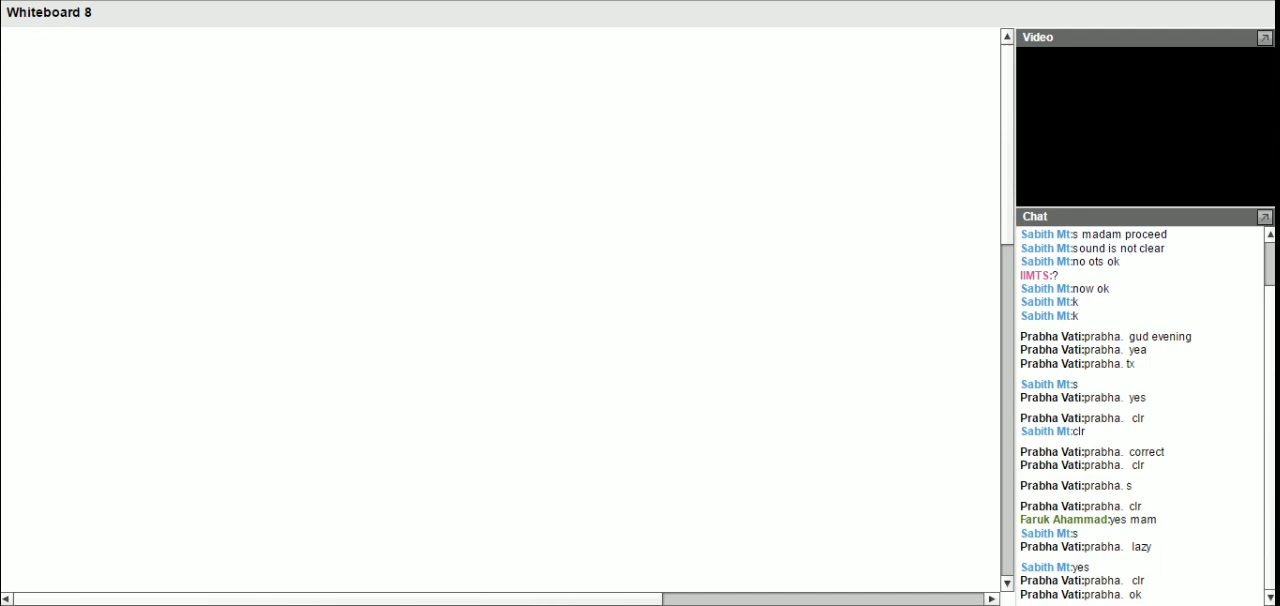 Whiteboard 8
Video
Chat
Sabith Mt:s madam proceed
Sabith Mt:sound is not clear
Sabith Mt:no ots ok
IIMTS:?
Sabith Mt:now ok
Sabith Mt:k
Sabith Mt:k
Prabha Vati:prabha. gud evening
Prabha Vati:prabha. yea
Prabha Vati:prabha. tx
Sabith Mt:s
Prabha Vati:prabha. yes
Prabha Vati:prabha. clr
Sabith Mt:clr
Prabha Vati:prabha. correct
Prabha Vati:prabha. clr
Prabha Vati:prabha. s
Prabha Vati:prabha. clr
Faruk Ahammad:yes mam
Sabith Mt:s
Prabha Vati:prabha. lazy
Sabith Mt:yes
Prabha Vati:prabha. clr
Prabha Vati:prabha. ok